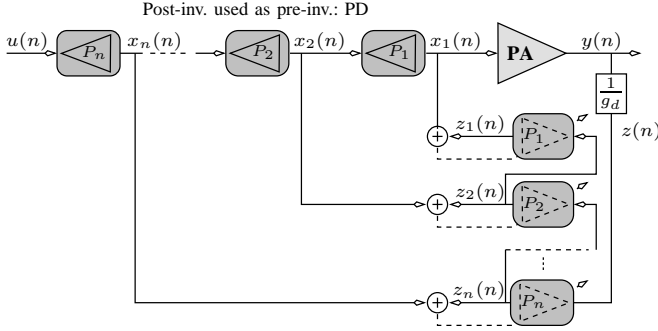 Post-inv. used as pre-inv.: PD
u(n) P_n x_n(n) P_2 x_2(n) P_1 x_1(n) PA y(n)
1/g_d
z_1(n) P_1 z(n)
+
z_2(n) P_2
+
z_n(n) P_n
+